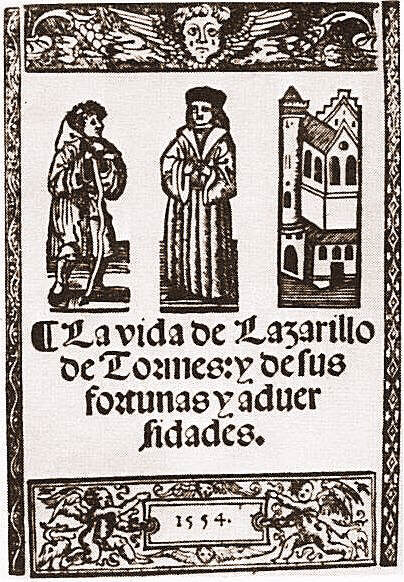 ¶ La vida de Lazarillo
de Tormes: y de sus
fortunas y aduer
sidades.
1554.